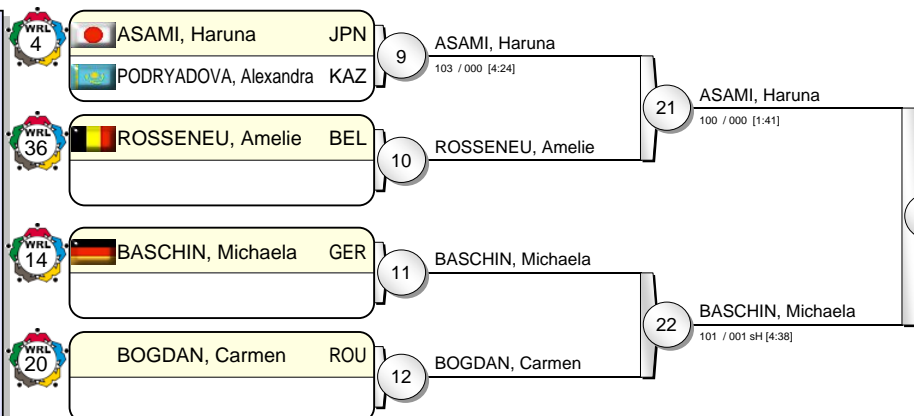 WRL
4
ASAMI, Haruna JPN
PODRYADOVA, Alexandra KAZ
9
ASAMI, Haruna
103 / 000 [4:24]
21
ASAMI, Haruna
100 / 000 [1:41]
WRL
36
ROSSENEU, Amelie BEL
10
ROSSENEU, Amelie
WRL
14
BASCHIN, Michaela GER
11
BASCHIN, Michaela
22
BASCHIN, Michaela
101 / 001 sH [4:38]
WRL
20
BOGDAN, Carmen ROU
12
BOGDAN, Carmen